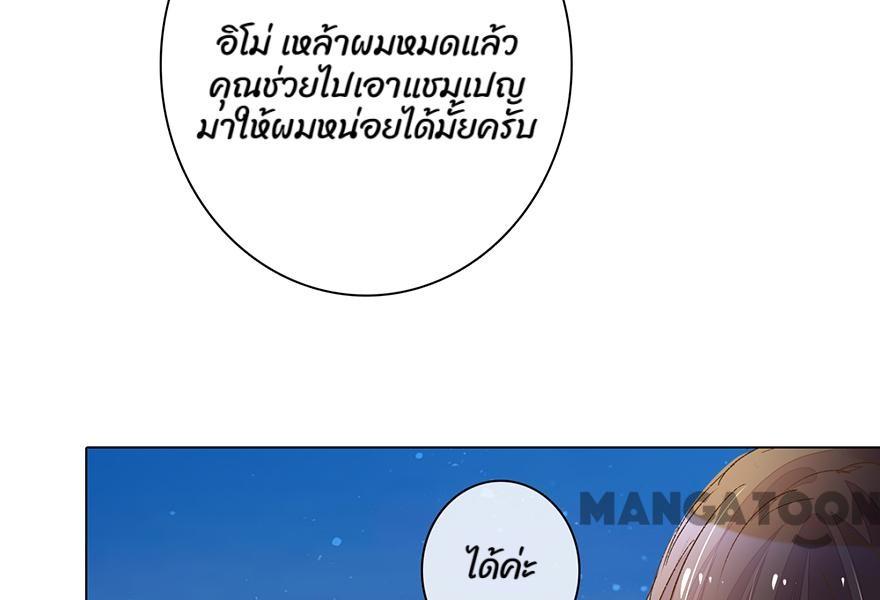 อิโม่ เหล้าผมหมดแล้ว
คุณช่วยไปเอาแชมเปญ
มาให้ผมหน่อยได้มั้ยครับ
MANGATOON
ได้ค่ะ